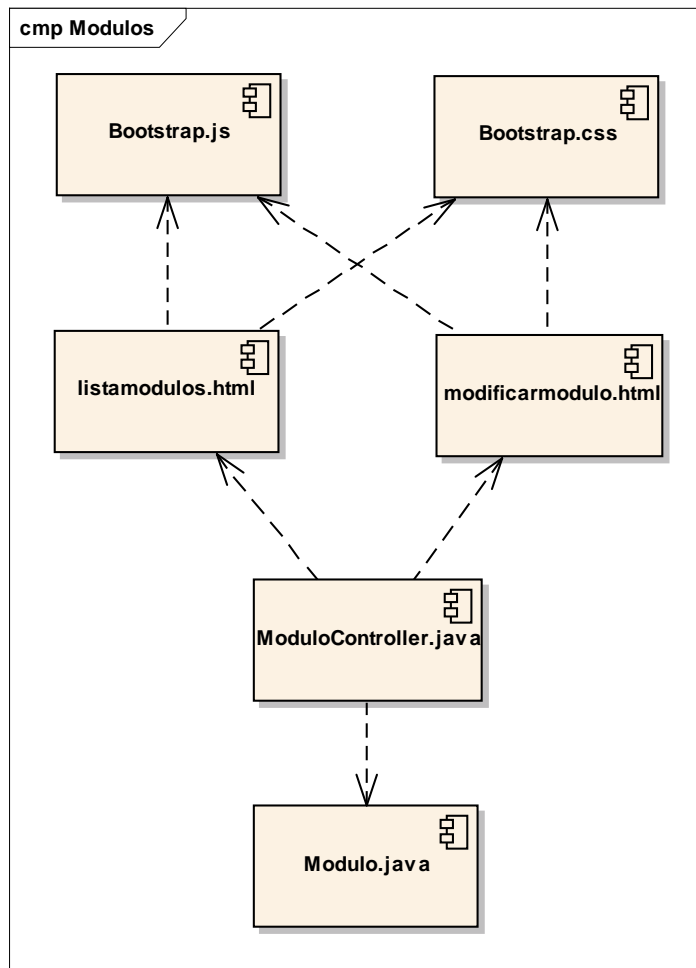 cmp Modulos
Bootstrap.js
Bootstrap.css
listamodulos.html
modificarmodulo.html
ModuloController.java
Modulo.java